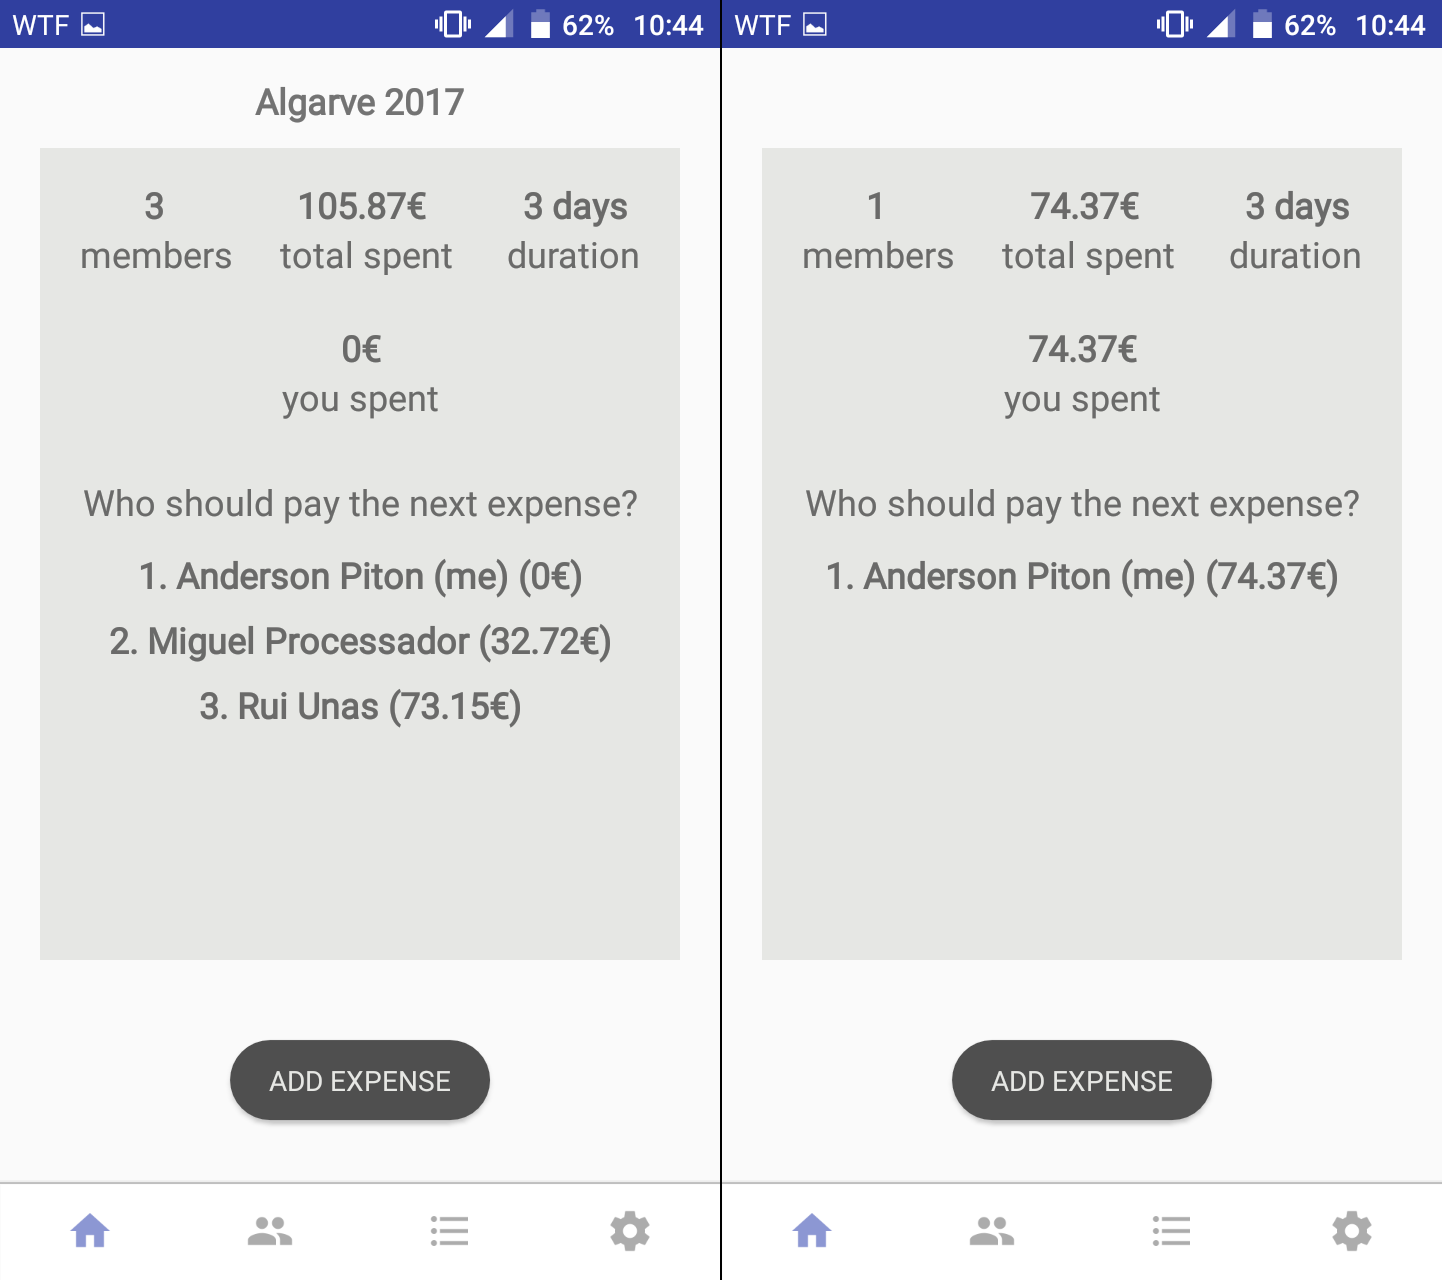 WTF 62% 10:44
Algarve 2017
3 105.87€ 3 days
members total spent duration
0€
you spent
Who should pay the next expense?
1. Anderson Piton (me) (0€)
2. Miguel Processador (32.72€)
3. Rui Unas (73.15€)
ADD EXPENSE
WTF 62% 10:44
1 74.37€ 3 days
members total spent duration
74.37€
you spent
Who should pay the next expense?
1. Anderson Piton (me) (74.37€)
ADD EXPENSE